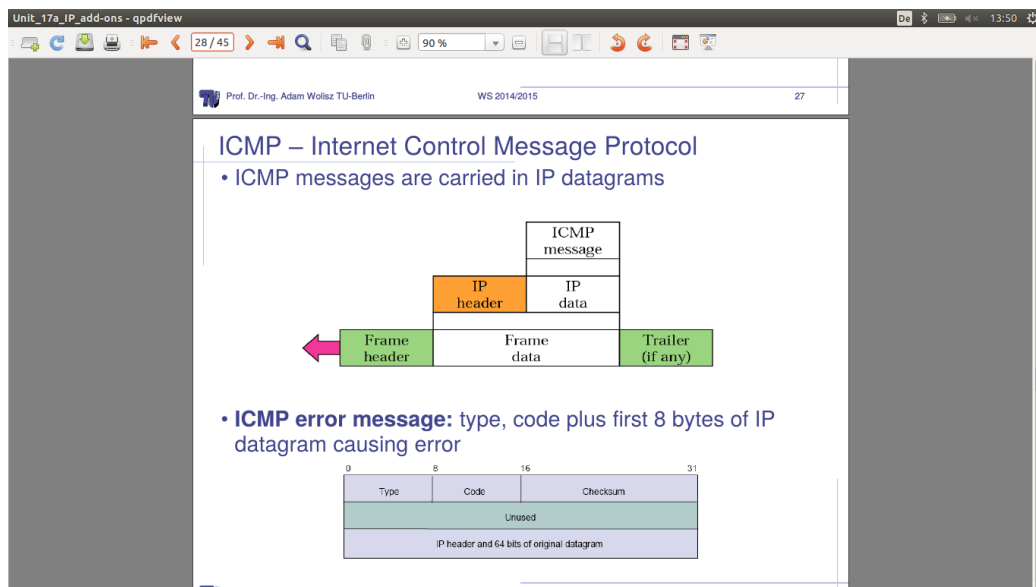 Unit_17a_IP_add-ons - qpdfview
De 13:50
28 / 45
90 %
Prof. Dr.-Ing. Adam Wolisz TU-Berlin WS 2014/2015 27
ICMP – Internet Control Message Protocol
• ICMP messages are carried in IP datagrams
ICMP
message
IP
header
IP
data
Frame
header
Frame
data
Trailer
(if any)
• ICMP error message: type, code plus first 8 bytes of IP
datagram causing error
0 8 16 31
Type Code Checksum
Unused
IP header and 64 bits of original datagram